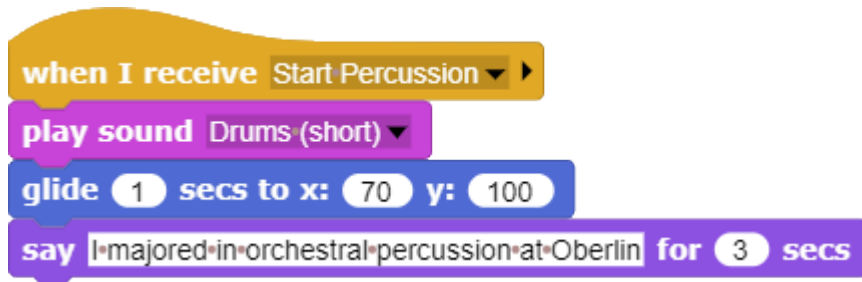 when I receive Start Percussion
play sound Drums (short)
glide 1 secs to x: 70 y: 100
say I majored in orchestral percussion at Oberlin for 3 secs